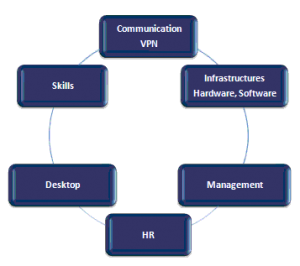 Communication
VPN
Infrastructures
Hardware, Software
Management
HR
Desktop
Skills